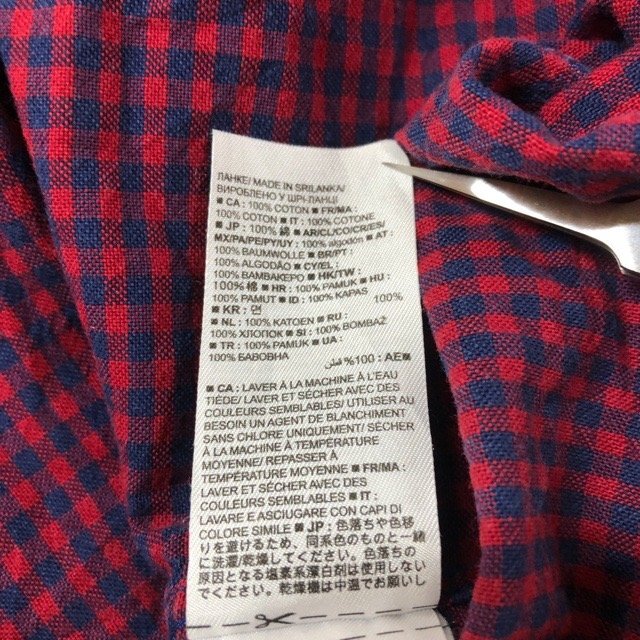 ЛАНКЕ/ MADE IN SRILANKA/
ВИРОБЛЕНО У ШРІ-ЛАНЦІ
■ CA : 100% COTTON ■ FR/MA :
100% COTON ■ IT : 100% COTONE
■ JP : 100% 綿 ■ AR/CL/CO/CR/ES/
MX/PA/PE/PY/UY : 100% algodón ■ AT :
100% BAUMWOLLE ■ BR/PT :
100% ALGODÃO ■ CY/EL :
100% ΒΑΜΒΑΚΕΡΟ ■ HK/TW :
100% 棉 ■ HR : 100% PAMUK ■ HU :
100% PAMUT ■ ID : 100% KAPAS
■ KR : 면 100%
■ NL : 100% KATOEN ■ RU :
100% ХЛОПОК ■ SI : 100% BOMBAŽ
■ TR : 100% PAMUK ■ UA :
100% БАВОВНА
■ AE : 100% قطن
■ CA : LAVER À LA MACHINE À L'EAU
TIÈDE/ LAVER ET SÉCHER AVEC DES
COULEURS SEMBLABLES/ UTILISER AU
BESOIN UN AGENT DE BLANCHIMENT
SANS CHLORE UNIQUEMENT/ SÉCHER
À LA MACHINE À TEMPÉRATURE
MOYENNE/ REPASSER À
TEMPÉRATURE MOYENNE ■ FR/MA :
LAVER ET SÉCHER AVEC DES
COULEURS SEMBLABLES ■ IT :
LAVARE E ASCIUGARE CON CAPI DI
COLORE SIMILE ■ JP : 色落ちや色移
りを避けるため、同系色のものと一緒
に洗濯/乾燥してください。色落ちの
原因となる塩素系漂白剤は使用しない
でください。乾燥機は中温でお願い